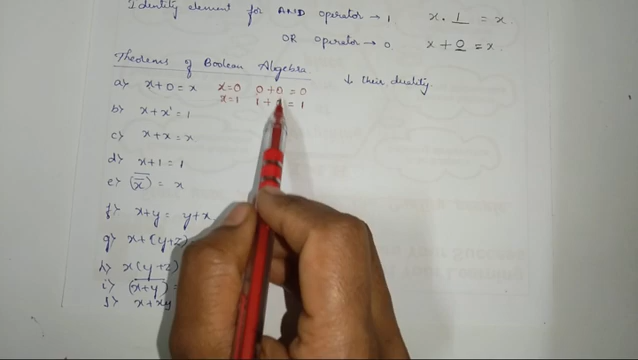 Identity element for AND operator → 1, x . 1 = x.
OR operator → 0 x + 0 = x.
Theorems of Boolean Algebra ↓ their duality.
a) x + 0 = x x=0 0 + 0 = 0
x=1 1 + = 1
b) x + x' = 1
c) x + x = x
d) x + 1 = 1
e) (x̅̅) = x
f) x + y = y + x
g) x + (y + z)
h) x (y + z)
i) (x + y) =
j) x + xy